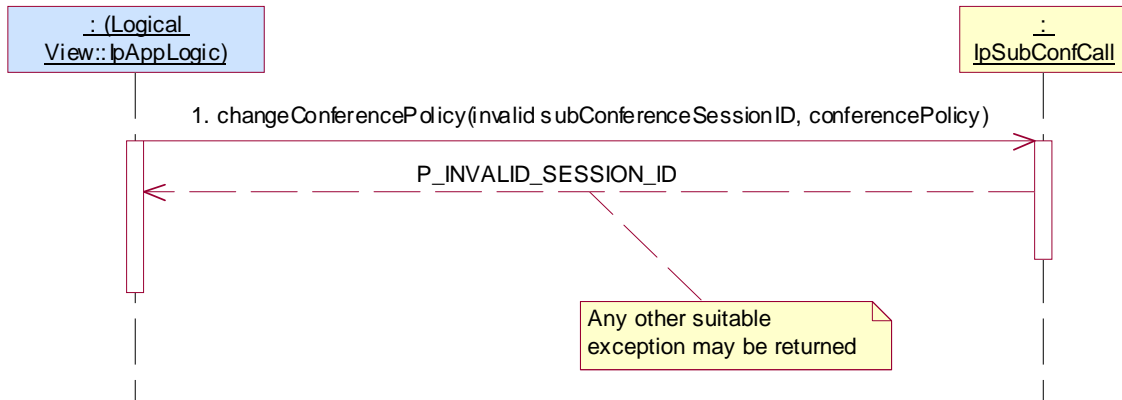 : (Logical
View::IpAppLogic)
:
IpSubConfCall
1. changeConferencePolicy(invalid subConferenceSessionID, conferencePolicy)
P_INVALID_SESSION_ID
Any other suitable
exception may be returned